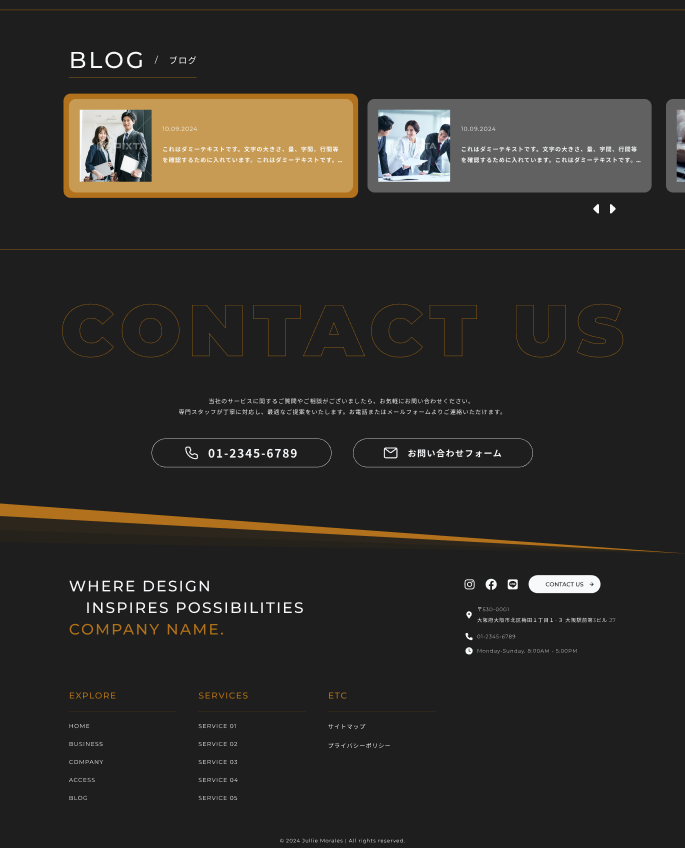 BLOG / ブログ
10.09.2024
これはダミーテキストです。文字の大きさ、量、字間、行間等
を確認するために入れています。これはダミーテキストです。…
10.09.2024
これはダミーテキストです。文字の大きさ、量、字間、行間等
を確認するために入れています。これはダミーテキストです。…
PIXTA
TA
CONTACT US
当社のサービスに関するご質問やご相談がございましたら、お気軽にお問い合わせください。
専門スタッフが丁寧に対応し、最適なご提案をいたします。お電話またはメールフォームよりご連絡いただけます。
01-2345-6789
お問い合わせフォーム
WHERE DESIGN
INSPIRES POSSIBILITIES
COMPANY NAME.
CONTACT US
〒530-0001
大阪府大阪市北区梅田１丁目１-３ 大阪駅前第3ビル 27
01-2345-6789
Monday-Sunday: 8:00AM - 5:00PM
EXPLORE
HOME
BUSINESS
COMPANY
ACCESS
BLOG
SERVICES
SERVICE 01
SERVICE 02
SERVICE 03
SERVICE 04
SERVICE 05
ETC
サイトマップ
プライバシーポリシー
© 2024 Jullie Morales | All rights reserved.